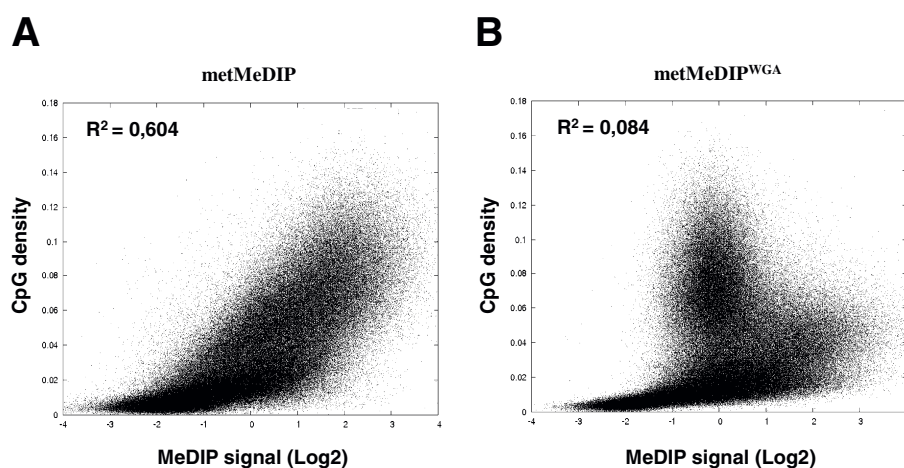 A
metMeDIP
R² = 0,604
CpG density
0.18
0.16
0.14
0.12
0.1
0.08
0.06
0.04
0.02
0
-4 -3 -2 -1 0 1 2 3 4
MeDIP signal (Log2)
B
metMeDIPᵂᴳᴬ
R² = 0,084
CpG density
0.18
0.16
0.14
0.12
0.1
0.08
0.06
0.04
0.02
0
-4 -3 -2 -1 0 1 2 3
MeDIP signal (Log2)